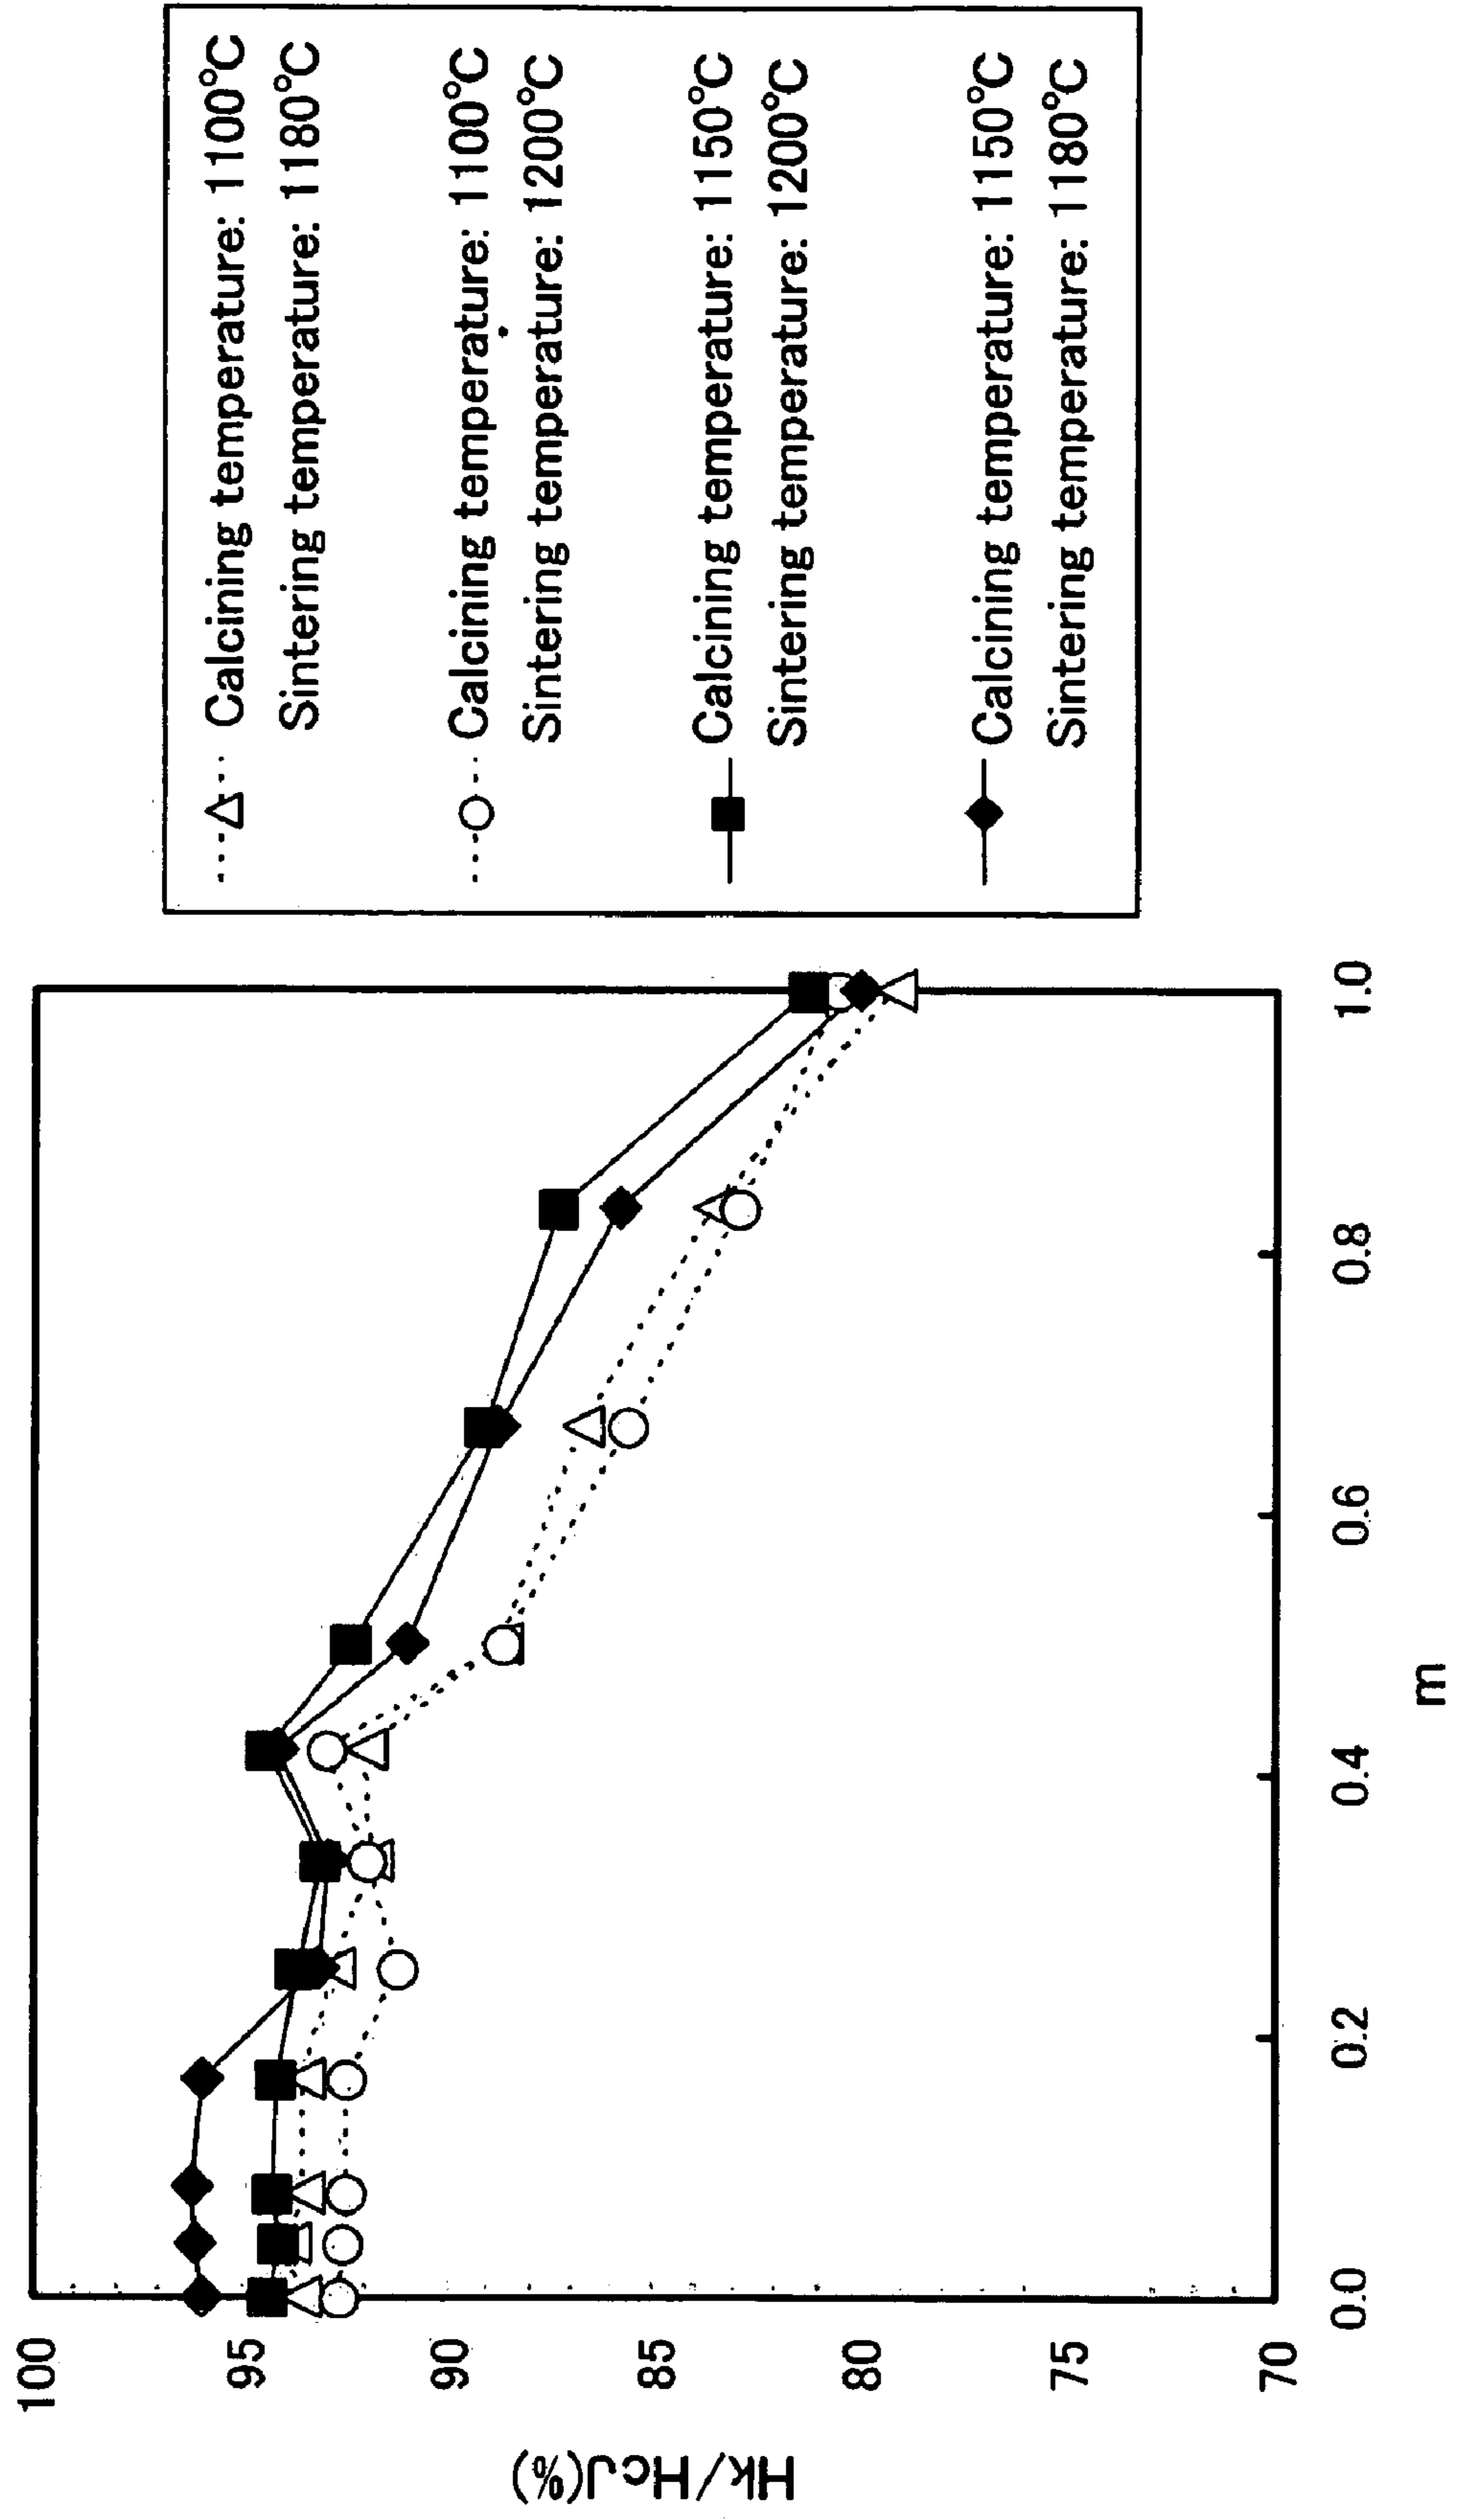 HK/HcJ(%)
100
95
90
85
80
75
70
0.0
0.2
0.4
0.6
0.8
1.0
m
Calcining temperature: 1100°C
Sintering temperature: 1180°C
Calcining temperature: 1100°C
Sintering temperature: 1200°C
Calcining temperature: 1150°C
Sintering temperature: 1200°C
Calcining temperature: 1150°C
Sintering temperature: 1180°C